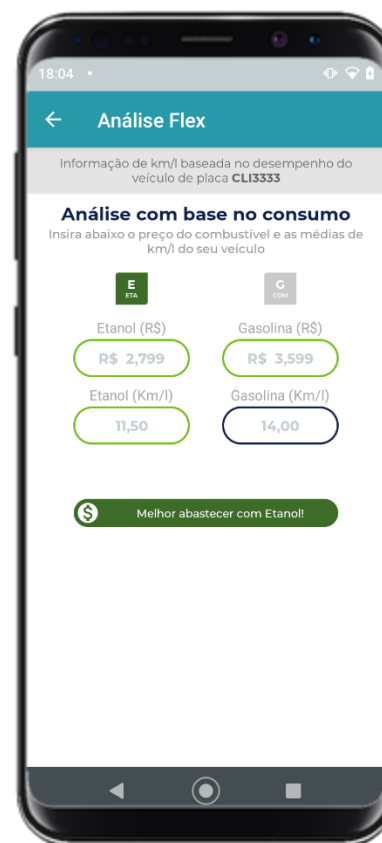 18:04
Análise Flex
Informação de km/l baseada no desempenho do
veículo de placa CLI3333
Análise com base no consumo
Insira abaixo o preço do combustível e as médias de
km/l do seu veículo
E G
ETA COM
Etanol (R$) Gasolina (R$)
R$ 2,799 R$ 3,599
Etanol (Km/l) Gasolina (Km/l)
11,50 14,00
$ Melhor abastecer com Etanol!